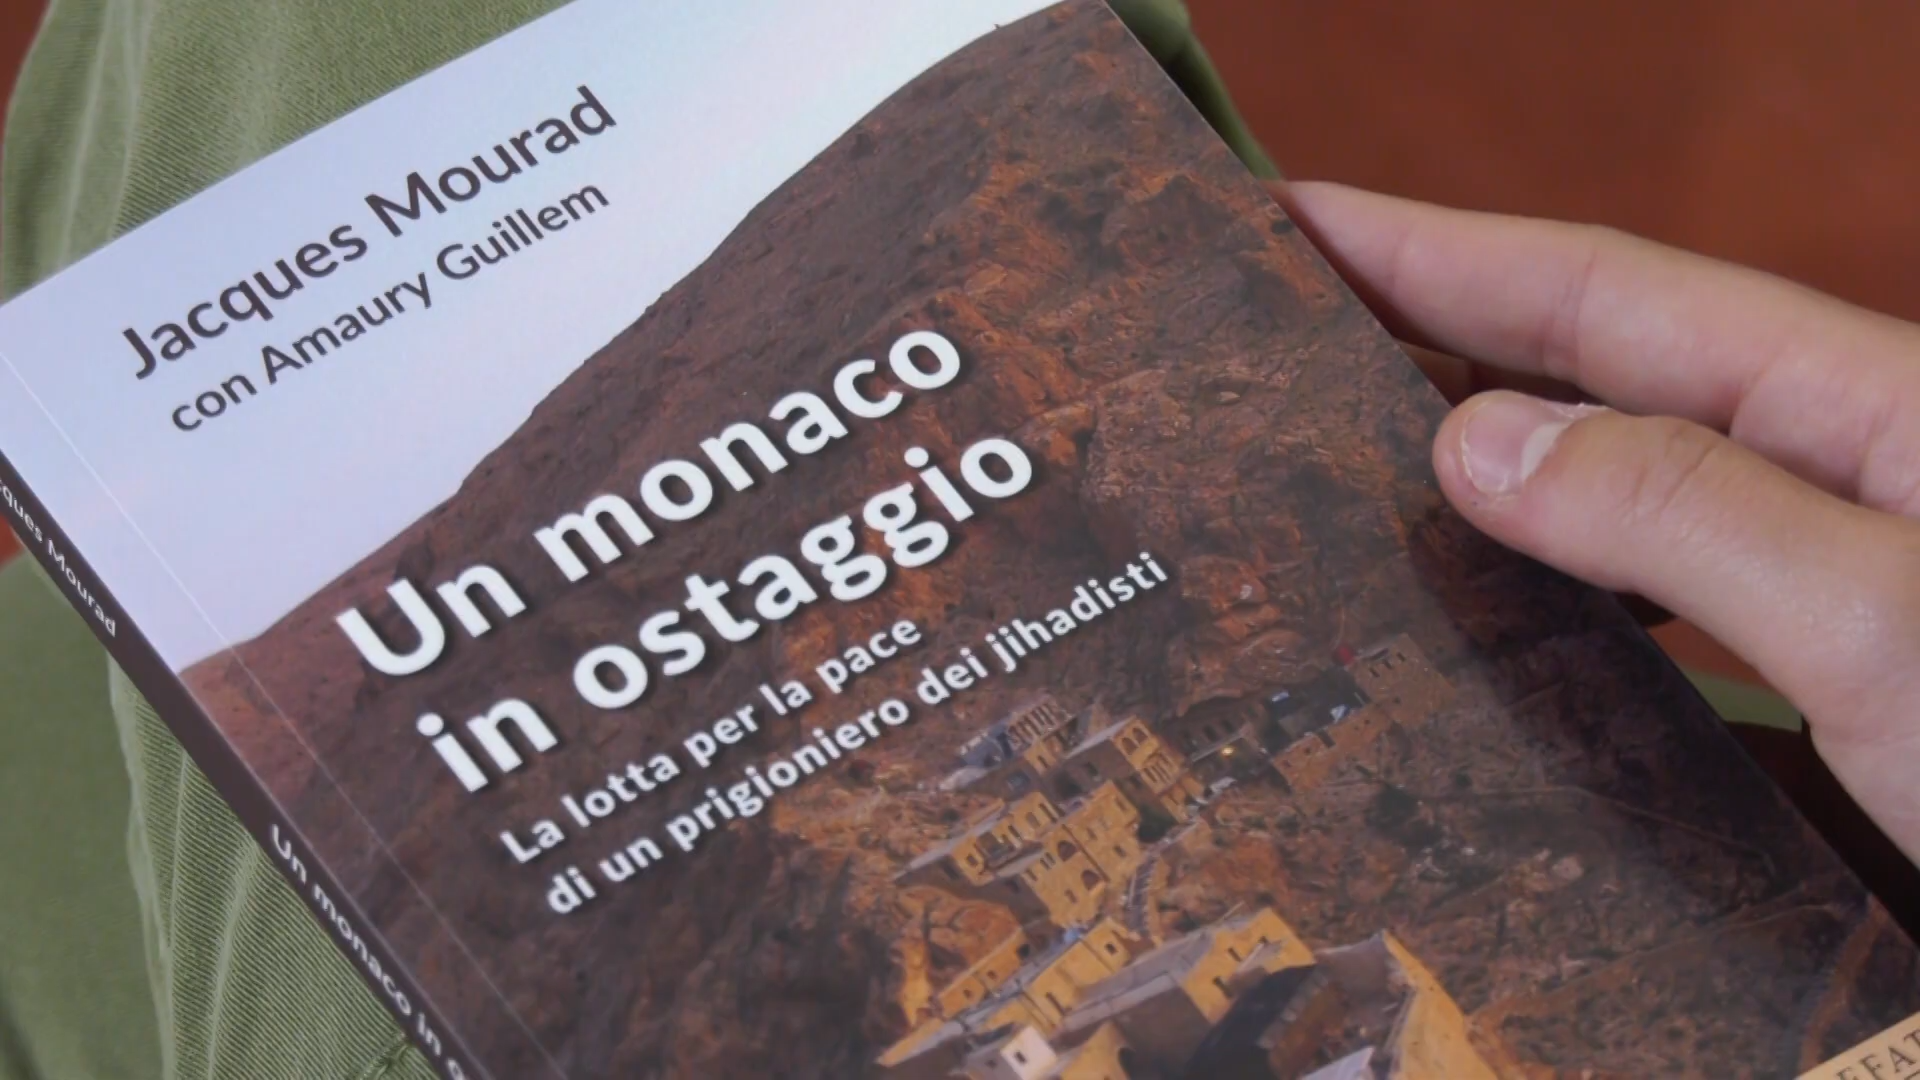 Jacques Mourad
con Amaury Guillem
Un monaco
in ostaggio
La lotta per la pace
di un prigioniero dei jihadisti
Mourad
Un monaco in